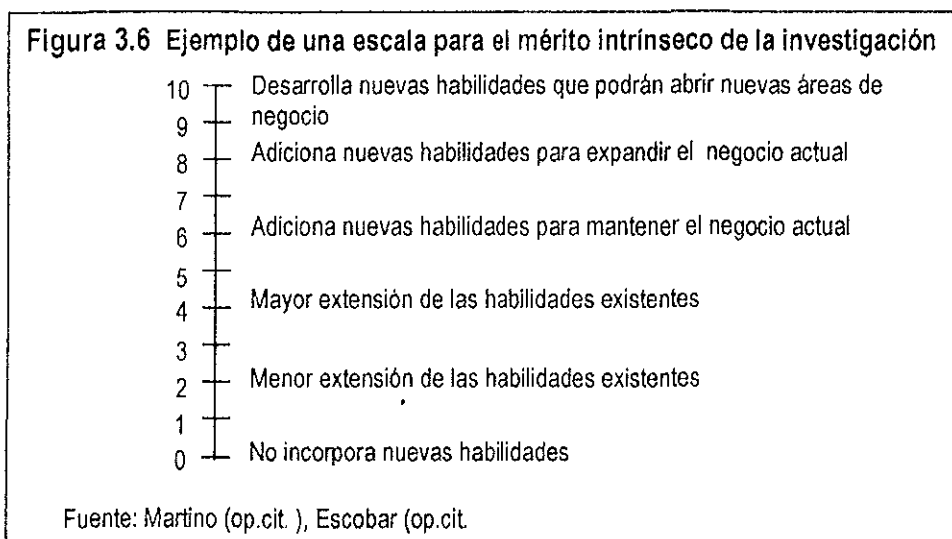 Figura 3.6 Ejemplo de una escala para el mérito intrínseco de la investigación
10 Desarrolla nuevas habilidades que podrán abrir nuevas áreas de
negocio
9
8 Adiciona nuevas habilidades para expandir el negocio actual
7
6 Adiciona nuevas habilidades para mantener el negocio actual
5
4 Mayor extensión de las habilidades existentes
3
2 Menor extensión de las habilidades existentes
1
0 No incorpora nuevas habilidades
Fuente: Martino (op.cit. ), Escobar (op.cit.